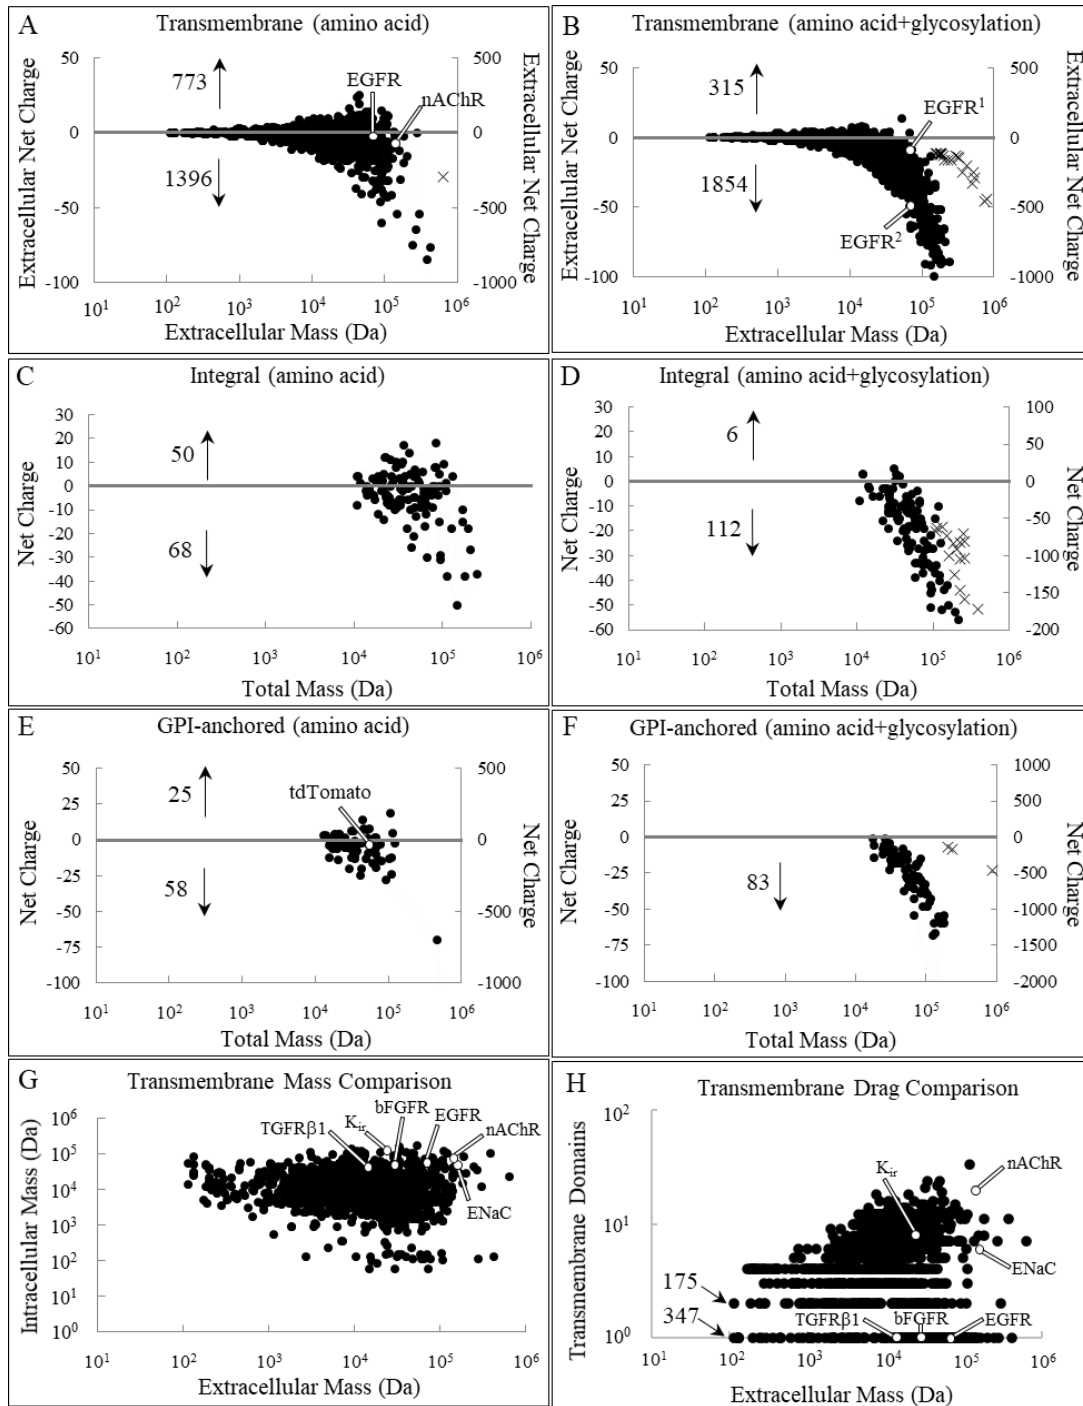 A Transmembrane (amino acid)
50
0
-50
-100
500
0
-500
-1000
773
1396
EGFR
nAChR
Extracellular Net Charge
Extracellular Net Charge
10¹ 10² 10³ 10⁴ 10⁵ 10⁶
Extracellular Mass (Da)
B Transmembrane (amino acid+glycosylation)
50
0
-50
-100
500
0
-500
-1000
315
1854
EGFR¹
EGFR²
Extracellular Net Charge
Extracellular Net Charge
10¹ 10² 10³ 10⁴ 10⁵ 10⁶
Extracellular Mass (Da)
C Integral (amino acid)
30
20
10
0
-10
-20
-30
-40
-50
-60
50
68
Net Charge
10¹ 10² 10³ 10⁴ 10⁵ 10⁶
Total Mass (Da)
D Integral (amino acid+glycosylation)
30
20
10
0
-10
-20
-30
-40
-50
-60
100
50
0
-50
-100
-150
-200
6
112
Net Charge
Net Charge
10¹ 10² 10³ 10⁴ 10⁵ 10⁶
Total Mass (Da)
E GPI-anchored (amino acid)
50
25
0
-25
-50
-75
-100
500
0
-500
-1000
25
58
tdTomato
Net Charge
Net Charge
10¹ 10² 10³ 10⁴ 10⁵ 10⁶
Total Mass (Da)
F GPI-anchored (amino acid+glycosylation)
50
25
0
-25
-50
-75
-100
1000
500
0
-500
-1000
-1500
-2000
83
Net Charge
Net Charge
10¹ 10² 10³ 10⁴ 10⁵ 10⁶
Total Mass (Da)
G Transmembrane Mass Comparison
10⁶
10⁵
10⁴
10³
10²
10¹
10⁰
TGFRβ1
Kᵢᵣ
bFGFR
EGFR
nAChR
ENaC
Intracellular Mass (Da)
10¹ 10² 10³ 10⁴ 10⁵ 10⁶
Extracellular Mass (Da)
H Transmembrane Drag Comparison
10²
10¹
10⁰
Kᵢᵣ
nAChR
ENaC
175
347
TGFRβ1
bFGFR
EGFR
Transmembrane Domains
10¹ 10² 10³ 10⁴ 10⁵ 10⁶
Extracellular Mass (Da)